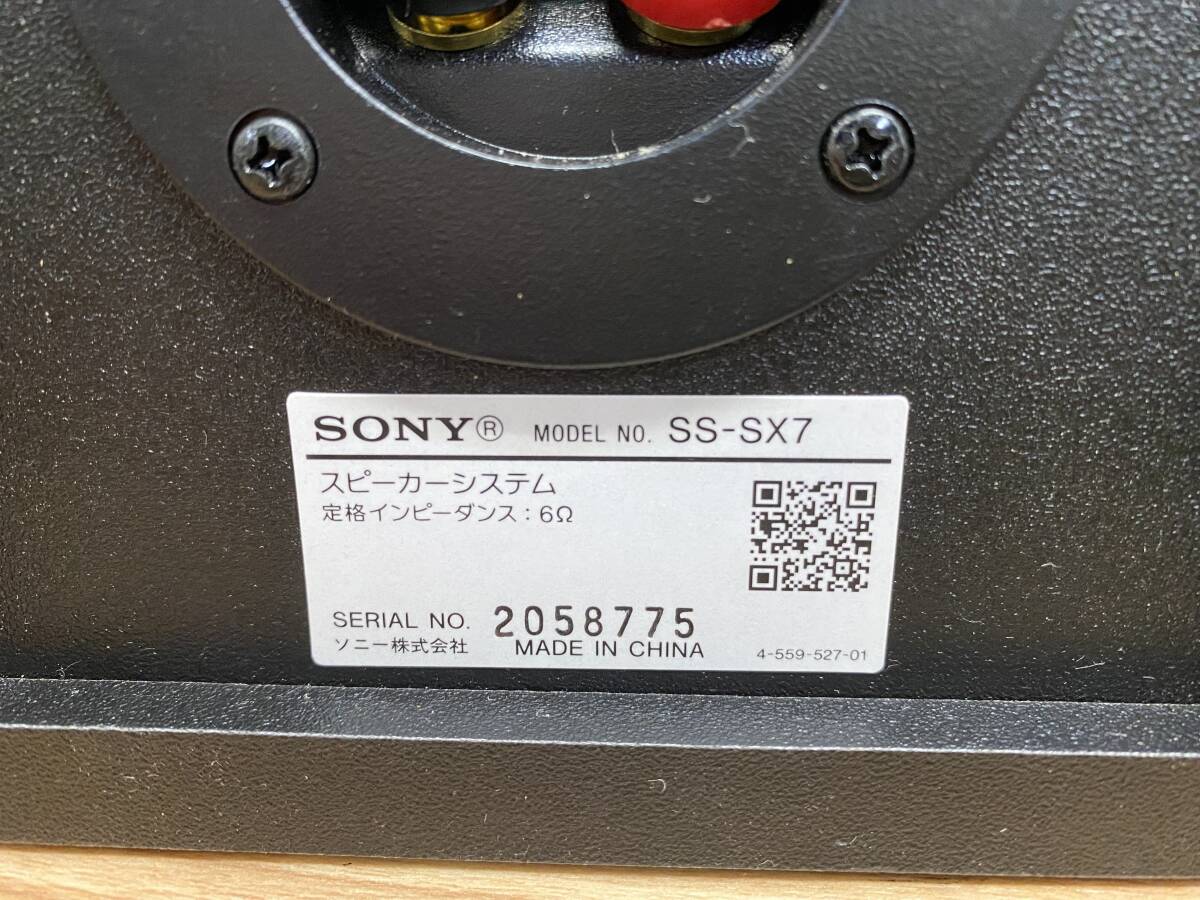 SONY® MODEL NO. SS-SX7
スピーカーシステム
定格インピーダンス：6Ω
SERIAL NO. 2058775
ソニー株式会社 MADE IN CHINA 4-559-527-01